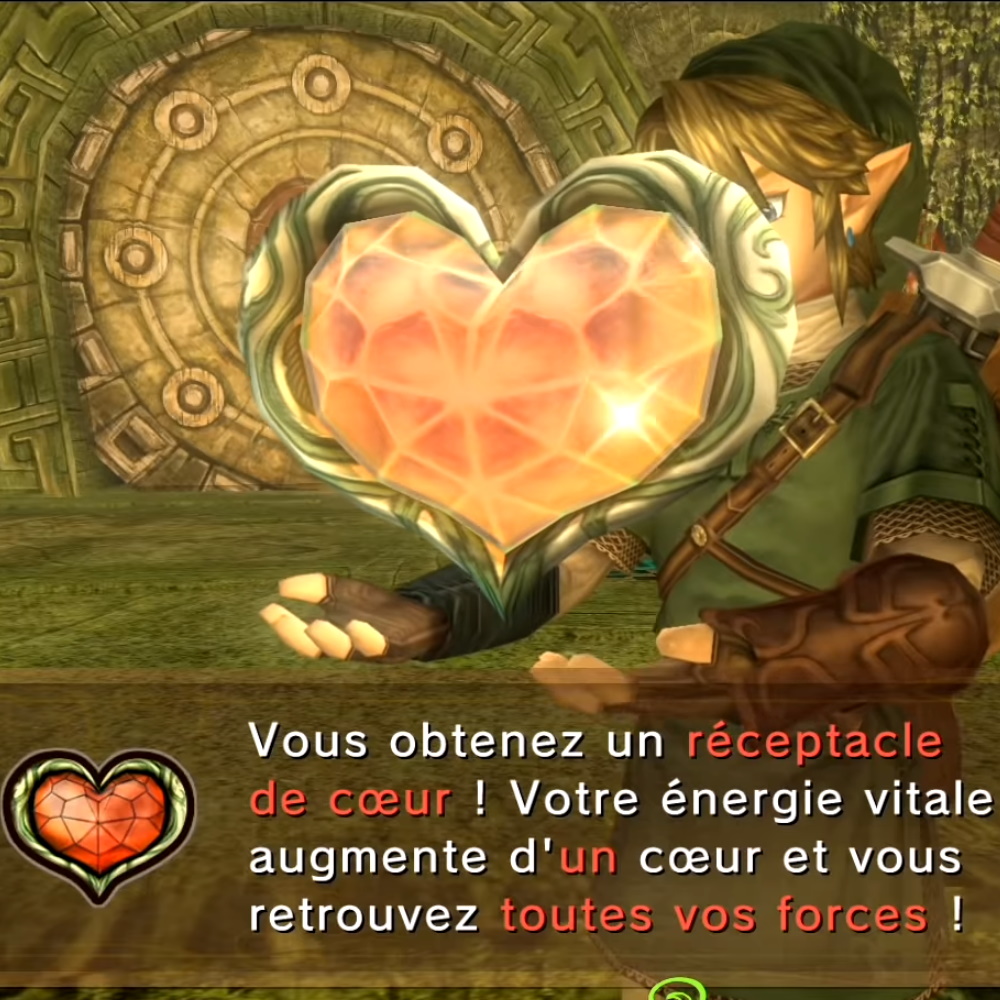 Vous obtenez un réceptacle
de cœur ! Votre énergie vitale
augmente d'un cœur et vous
retrouvez toutes vos forces !